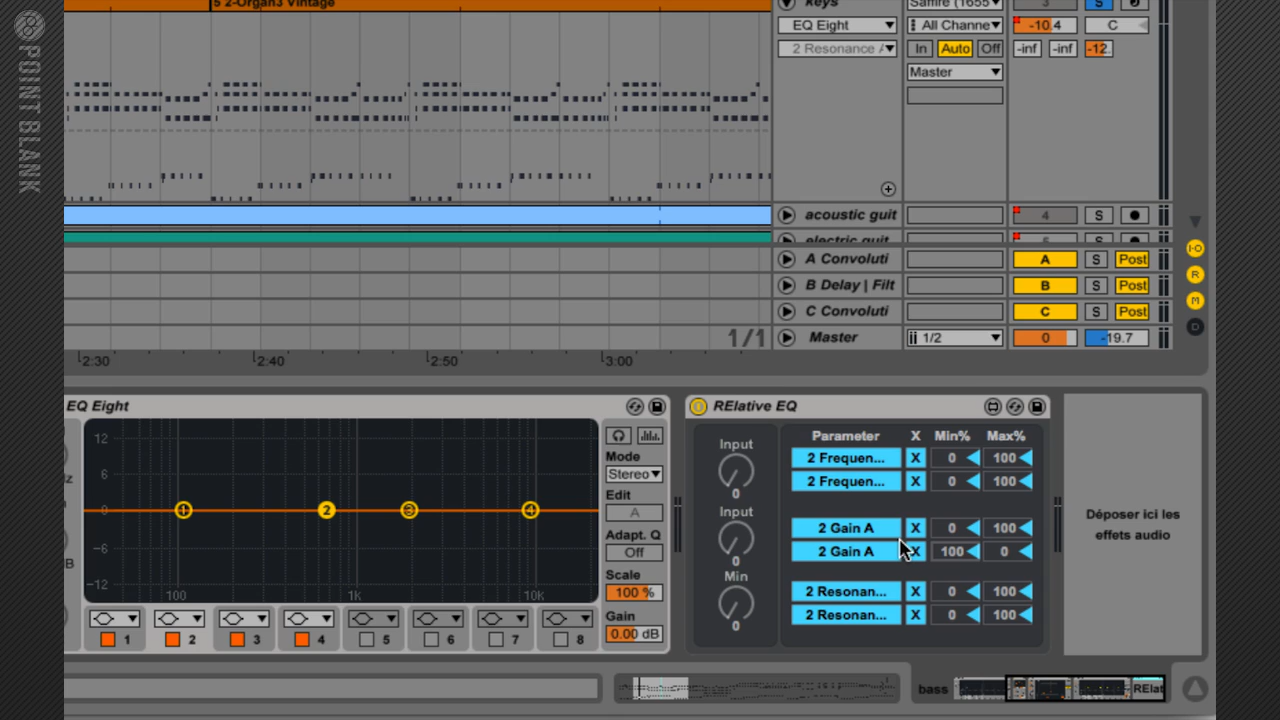 POINT BLANK
5 2-Organ3 Vintage
keys
Saffire (1655
3
S
EQ Eight
All Channe
-10.4
C
2 Resonance A
In
Auto
Off
-inf
-inf
-12.
Master
acoustic guit
4
S
electric guit
S
A Convoluti
A
S
Post
B Delay | Filt
B
S
Post
C Convoluti
C
S
Post
1/1
Master
1/2
0
-19.7
I·O
R
M
D
2:30
2:40
2:50
3:00
EQ Eight
12
6
0
-6
-12
100
1k
10K
1
2
3
4
Mode
Stereo
Edit
A
Adapt. Q
Off
Scale
100 %
Gain
0.00 dB
1
2
3
4
5
6
7
8
RElative EQ
Input
0
Input
0
Min
0
Parameter X Min% Max%
2 Frequen... X 0 100
2 Frequen... X 0 100
2 Gain A X 0 100
2 Gain A X 100 0
2 Resonan... X 0 100
2 Resonan... X 0 100
Déposer ici les
effets audio
bass
RElat